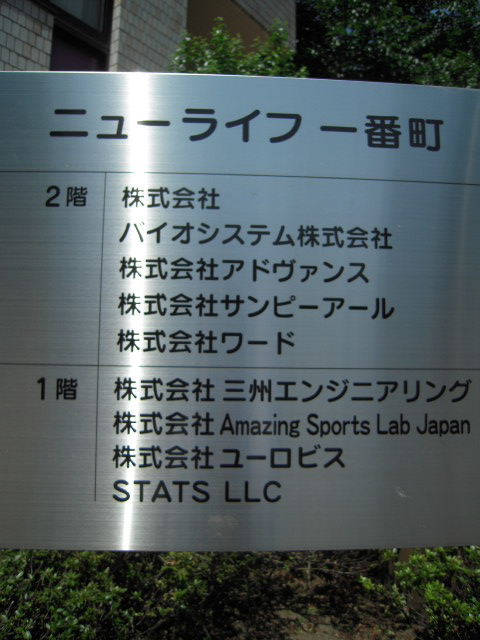 ニューライフ 一番町
2階 株式会社
バイオシステム株式会社
株式会社アドヴァンス
株式会社サンピーアール
株式会社ワード
1階 株式会社 三州エンジニアリング
株式会社 Amazing Sports Lab Japan
株式会社 ユーロビス
STATS LLC